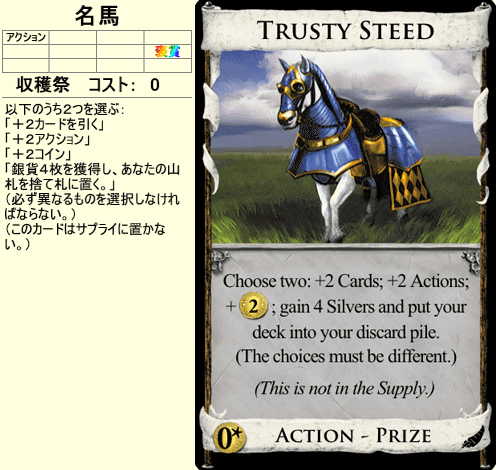 名馬
アクション
褒賞
収穫祭　コスト：　0
以下のうち２つを選ぶ：
「＋２カードを引く」
「＋２アクション」
「＋２コイン」
「銀貨４枚を獲得し、あなたの山
札を捨て札に置く。」
（必ず異なるものを選択しなけれ
ばならない。）
（このカードはサプライに置かな
い。）
TRUSTY STEED
Choose two: +2 Cards; +2 Actions;
+ 2 ; gain 4 Silvers and put your
deck into your discard pile.
(The choices must be different.)
(This is not in the Supply.)
0*
ACTION - PRIZE